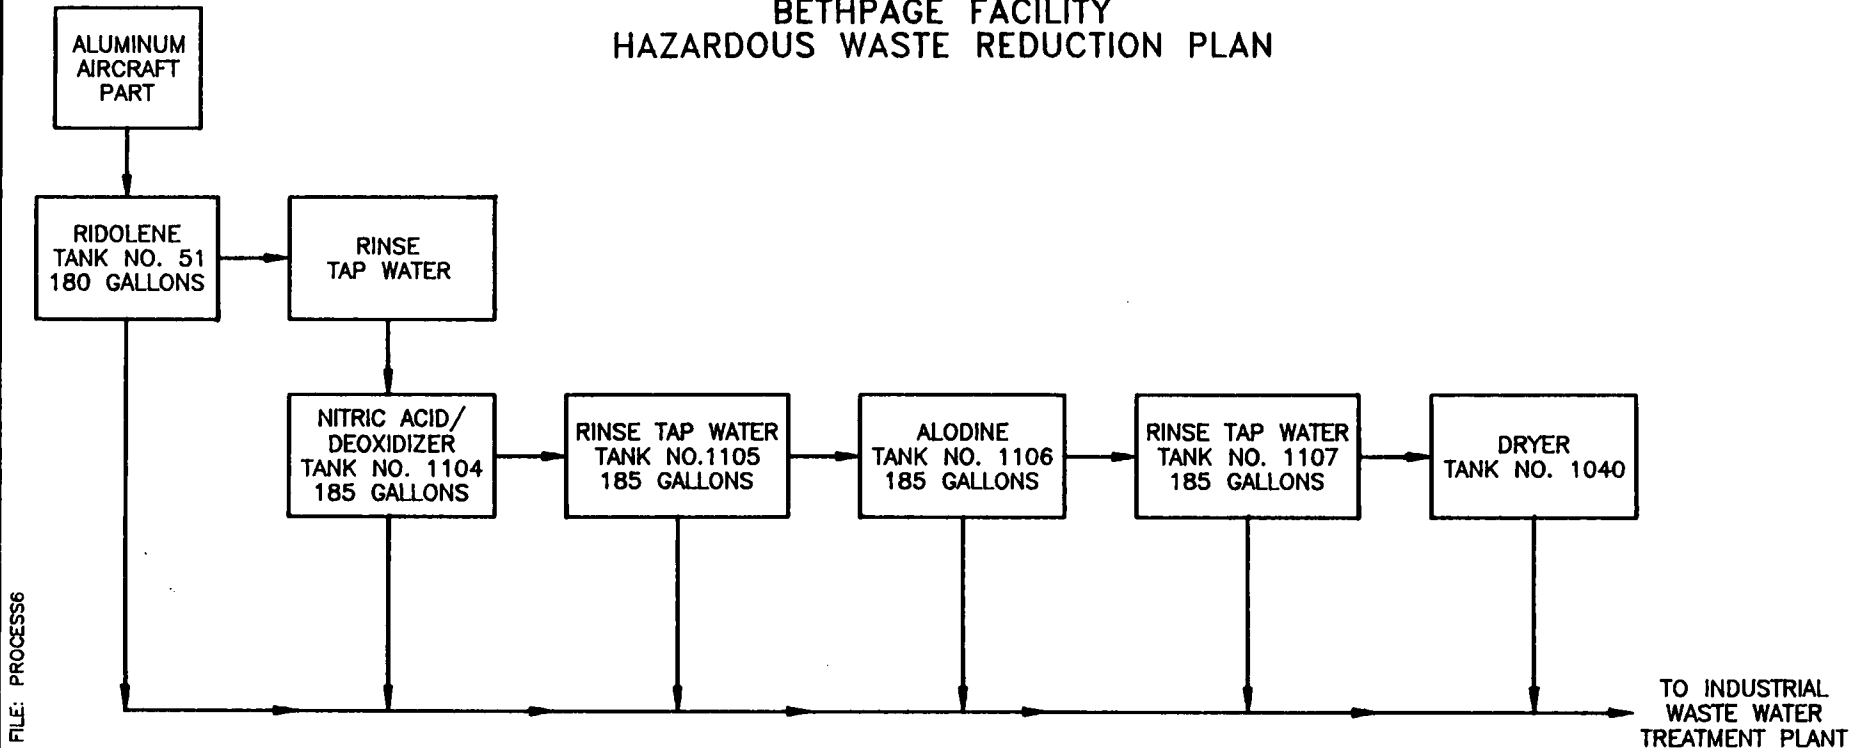 BETHPAGE FACILITY
HAZARDOUS WASTE REDUCTION PLAN
ALUMINUM
AIRCRAFT
PART
RIDOLENE
TANK NO. 51
180 GALLONS
RINSE
TAP WATER
NITRIC ACID/
DEOXIDIZER
TANK NO. 1104
185 GALLONS
RINSE TAP WATER
TANK NO.1105
185 GALLONS
ALODINE
TANK NO. 1106
185 GALLONS
RINSE TAP WATER
TANK NO. 1107
185 GALLONS
DRYER
TANK NO. 1040
TO INDUSTRIAL
WASTE WATER
TREATMENT PLANT
FILE: PROCESS6